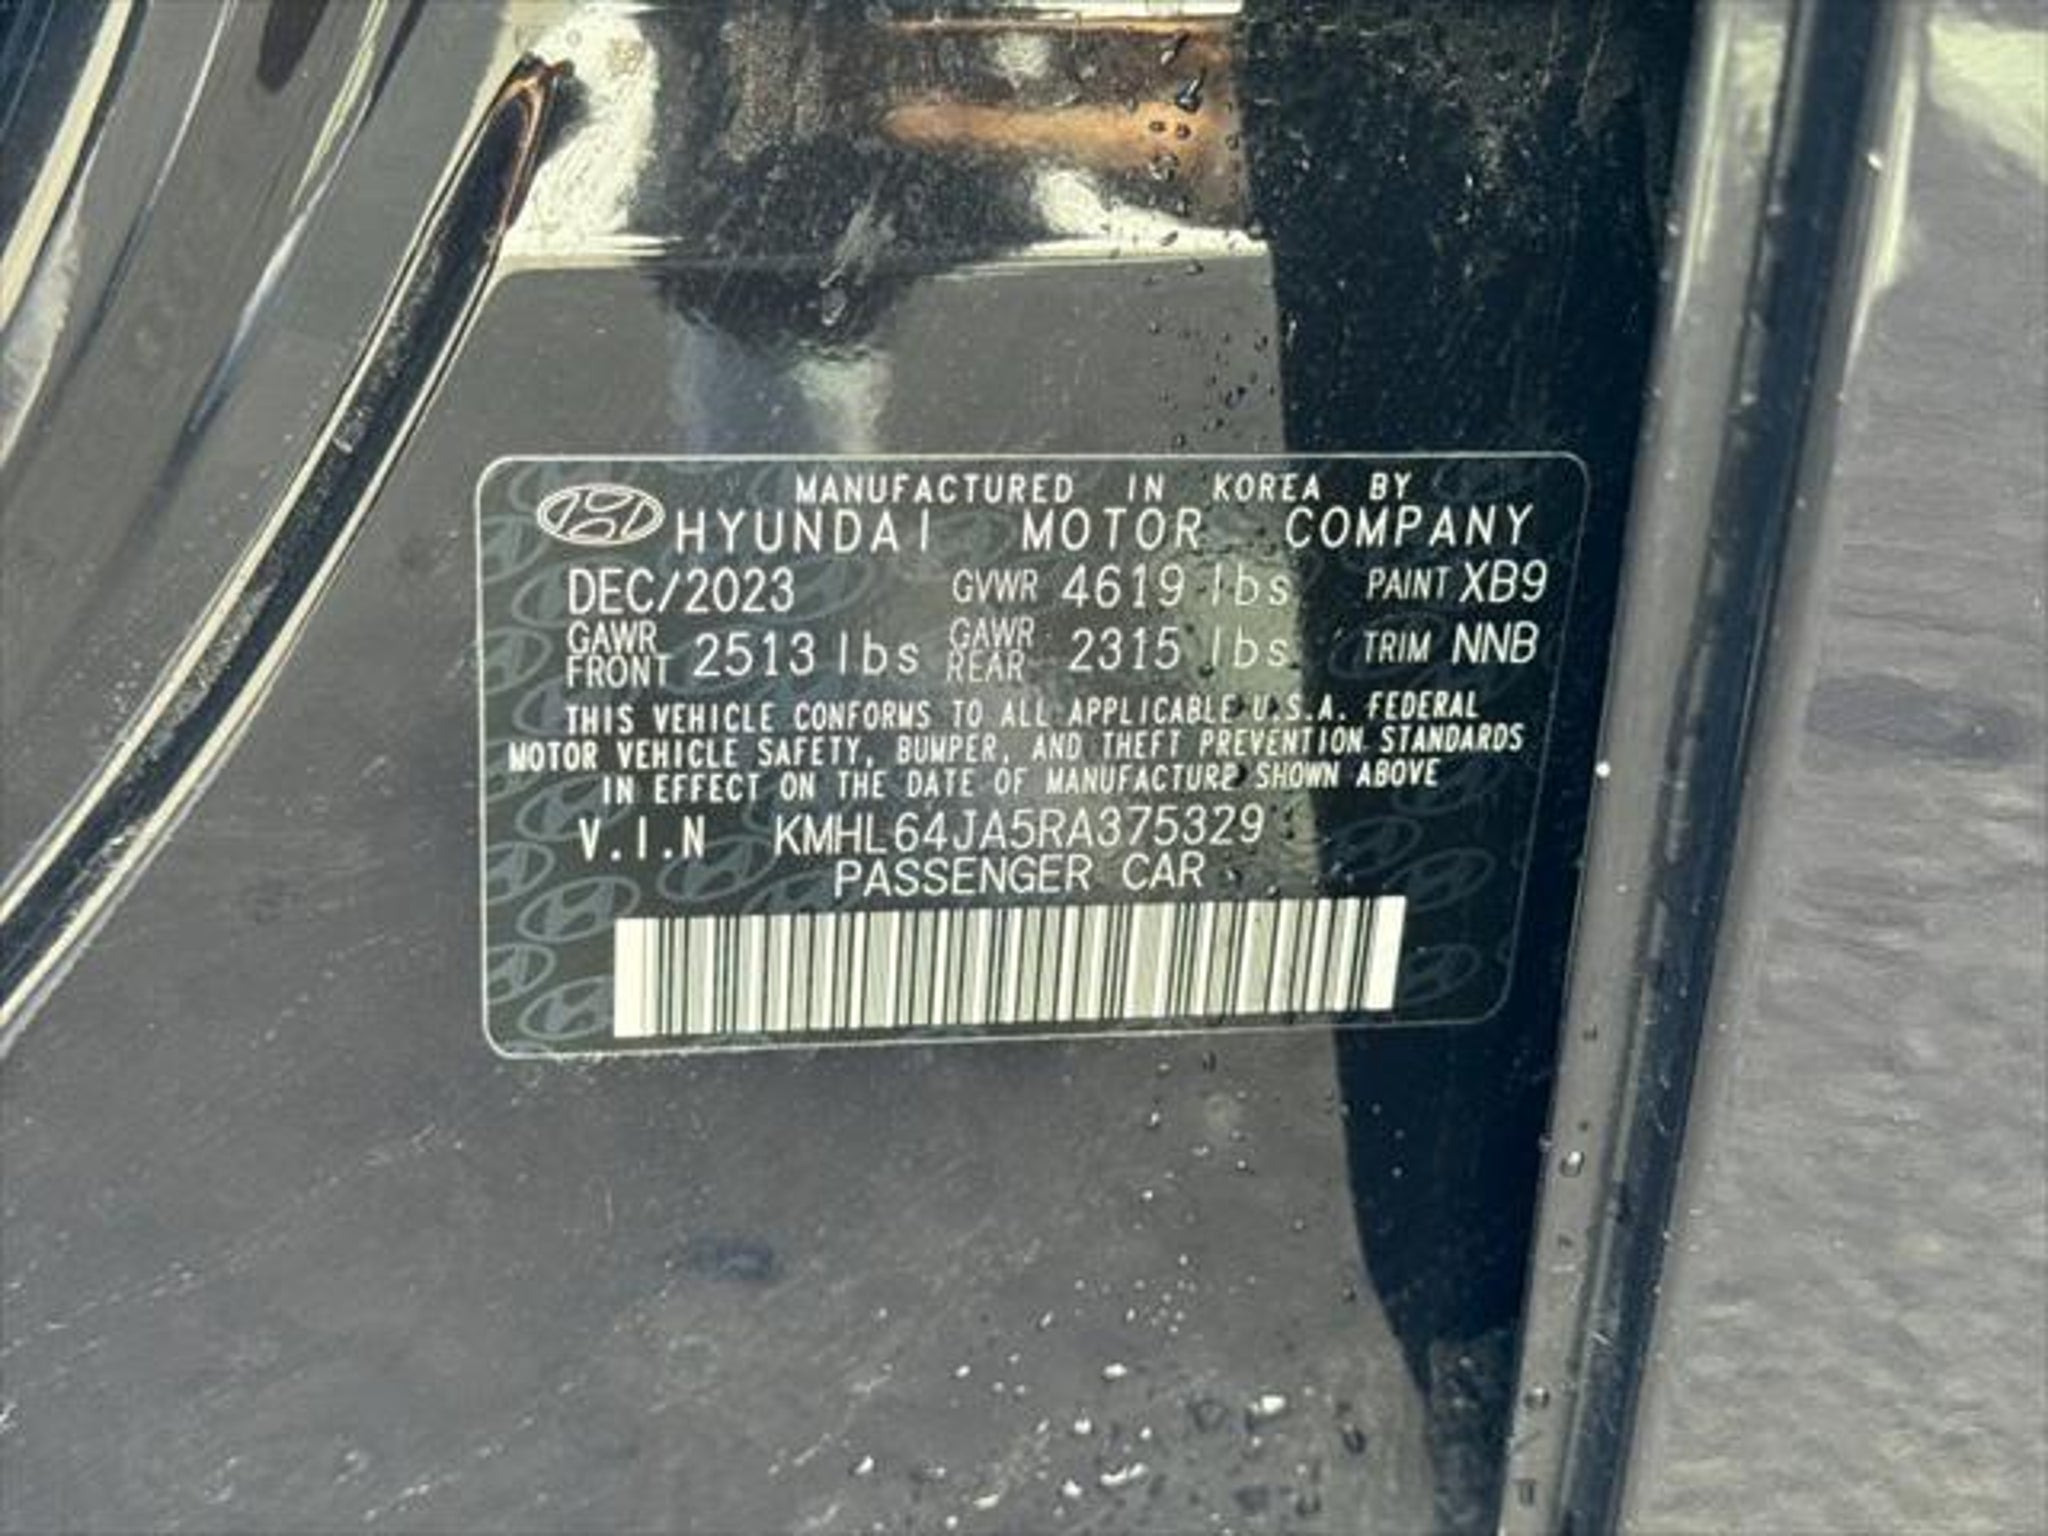 MANUFACTURED IN KOREA BY
HYUNDAI MOTOR COMPANY
DEC/2023 GVWR 4619 lbs PAINT XB9
GAWR FRONT 2513 lbs GAWR REAR 2315 lbs TRIM NNB
THIS VEHICLE CONFORMS TO ALL APPLICABLE U.S.A. FEDERAL
MOTOR VEHICLE SAFETY, BUMPER, AND THEFT PREVENTION STANDARDS
IN EFFECT ON THE DATE OF MANUFACTURE SHOWN ABOVE
V.I.N KMHL64JA5RA375329
PASSENGER CAR